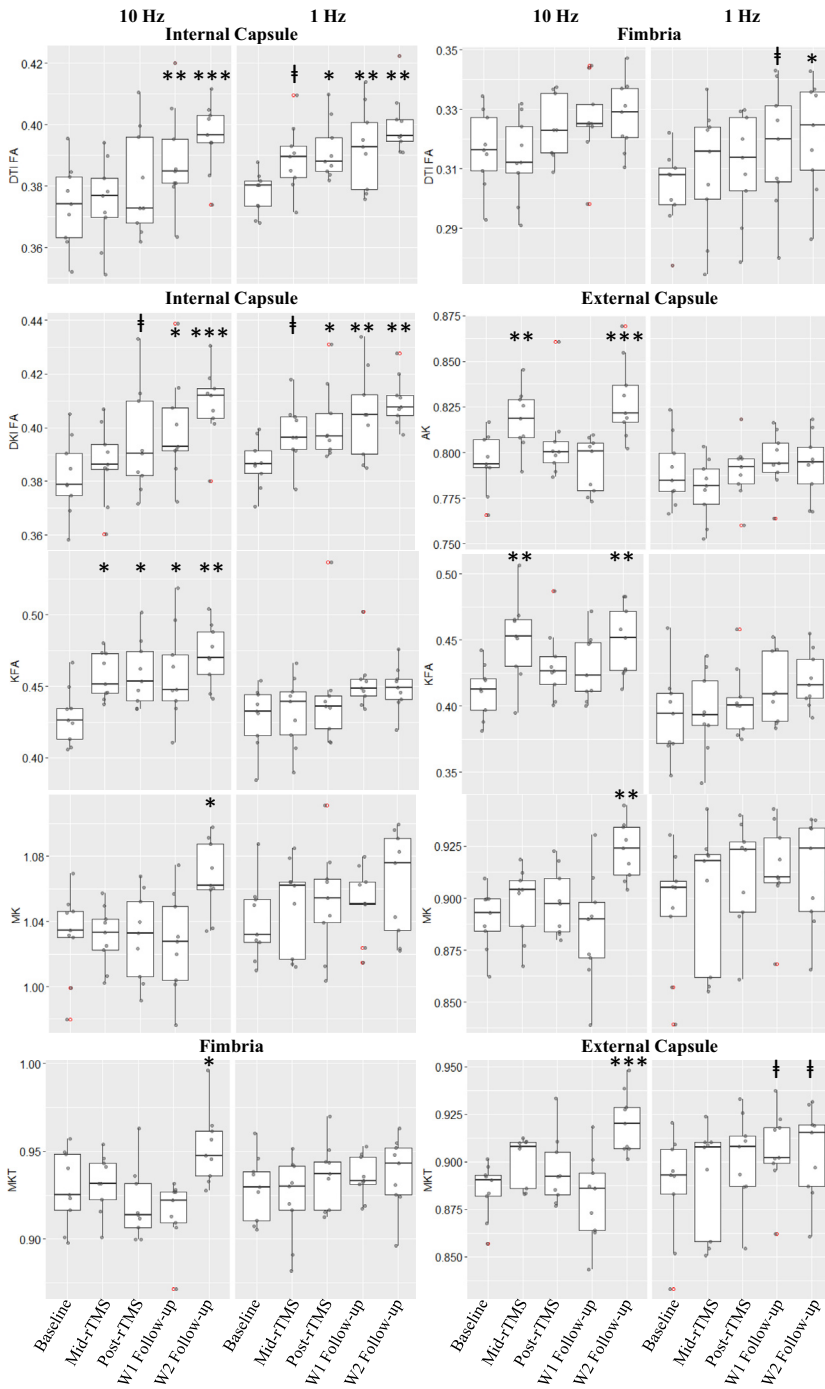 10 Hz 1 Hz
Internal Capsule
DTI FA
0.42
0.40
0.38
0.36
** ***
ǂ * ** **
10 Hz 1 Hz
Fimbria
DTI FA
0.35
0.33
0.31
0.29
ǂ *
Internal Capsule
DKI FA
0.44
0.42
0.40
0.38
0.36
ǂ * ***
ǂ * ** **
KFA
0.50
0.45
0.40
* * * **
MK
1.08
1.04
1.00
*
External Capsule
AK
0.875
0.850
0.825
0.800
0.775
0.750
** ***
KFA
0.50
0.45
0.40
0.35
** **
MK
0.925
0.900
0.875
0.850
**
Fimbria
MKT
1.00
0.95
0.90
*
External Capsule
MKT
0.950
0.925
0.900
0.875
0.850
***
ǂ ǂ
Baseline Mid-rTMS Post-rTMS W1 Follow-up W2 Follow-up
Baseline Mid-rTMS Post-rTMS W1 Follow-up W2 Follow-up
Baseline Mid-rTMS Post-rTMS W1 Follow-up W2 Follow-up
Baseline Mid-rTMS Post-rTMS W1 Follow-up W2 Follow-up